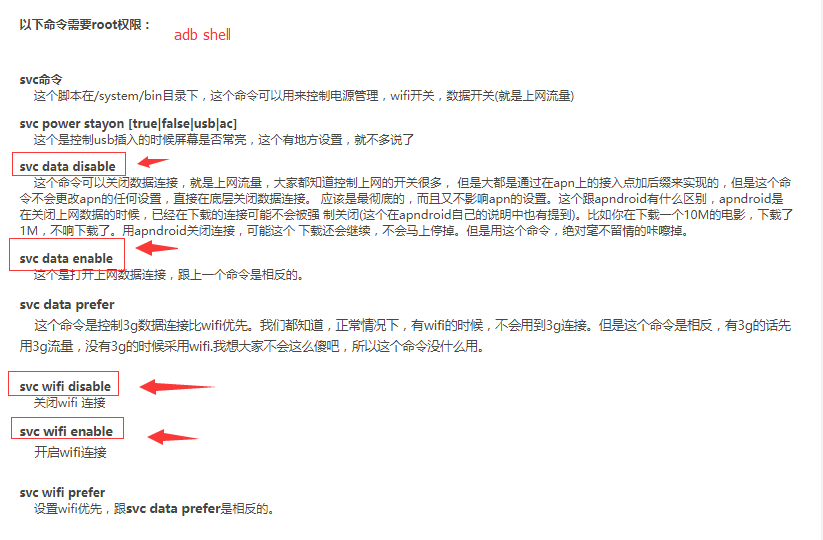 以下命令需要root权限：
adb shell
svc命令
这个脚本在/system/bin目录下，这个命令可以用来控制电源管理，wifi开关，数据开关(就是上网流量)
svc power stayon [true|false|usb|ac]
这个是控制usb插入的时候屏幕是否常亮，这个有地方设置，就不多说了
svc data disable
这个命令可以关闭数据连接，就是上网流量，大家都知道控制上网的开关很多， 但是大都是通过在apn上的接入点加后缀来实现的，但是这个命
令不会更改apn的任何设置，直接在底层关闭数据连接。 应该是最彻底的，而且又不影响apn的设置。这个跟apndroid有什么区别，apndroid是
在关闭上网数据的时候，已经在下载的连接可能不会被强 制关闭(这个在apndroid自己的说明中也有提到)。比如你在下载一个10M的电影，下载了
1M，不响下载了。用apndroid关闭连接，可能这个 下载还会继续，不会马上停掉。但是用这个命令，绝对毫不留情的咔嚓掉。
svc data enable
这个是打开上网数据连接，跟上一个命令是相反的。
svc data prefer
这个命令是控制3g数据连接比wifi优先。我们都知道，正常情况下，有wifi的时候，不会用到3g连接。但是这个命令是相反，有3g的话先
用3g流量，没有3g的时候采用wifi.我想大家不会这么傻吧，所以这个命令没什么用。
svc wifi disable
关闭wifi 连接
svc wifi enable
开启wifi连接
svc wifi prefer
设置wifi优先，跟svc data prefer是相反的。